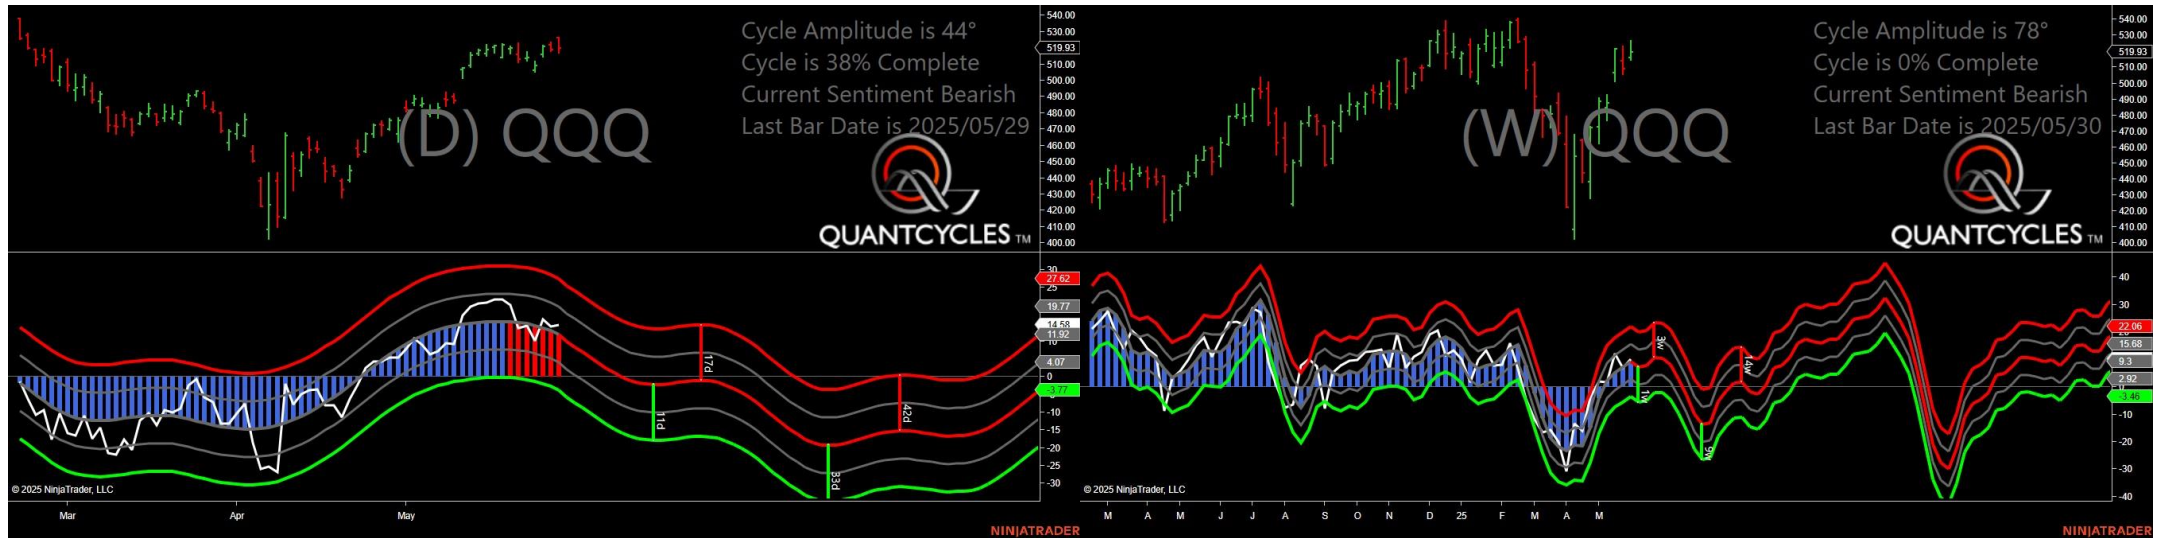 Cycle Amplitude is 44°
Cycle is 38% Complete
Current Sentiment Bearish
Last Bar Date is 2025/05/29
(D) QQQ
QUANTCYCLES TM
540.00
530.00
519.93
510.00
500.00
490.00
480.00
470.00
460.00
450.00
440.00
430.00
420.00
410.00
400.00
30
27.62
25
19.77
14.58
11.92
10
4.07
0
-3.77
-10
-15
-20
-25
-30
11d
17d
33d
42d
© 2025 NinjaTrader, LLC
Mar Apr May
NINJATRADER
Cycle Amplitude is 78°
Cycle is 0% Complete
Current Sentiment Bearish
Last Bar Date is 2025/05/30
(W) QQQ
QUANTCYCLES TM
540.00
530.00
519.93
510.00
500.00
490.00
480.00
470.00
460.00
450.00
440.00
430.00
420.00
410.00
400.00
40
30
22.06
15.68
9.3
2.92
-3.46
-10
-20
-30
-40
1w
3w
9w
14w
© 2025 NinjaTrader, LLC
M A M J J A S O N D 25 F M A M
NINJATRADER